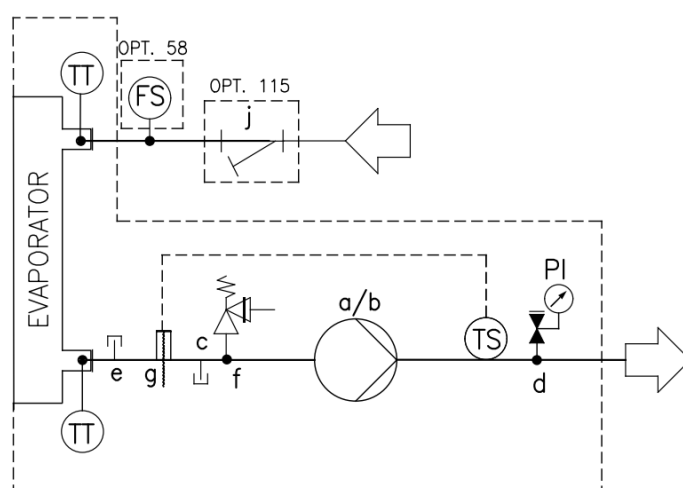 OPT. 58
TT
FS
OPT. 115
j
EVAPORATOR
PI
a/b
c
TS
e
g
f
d
TT